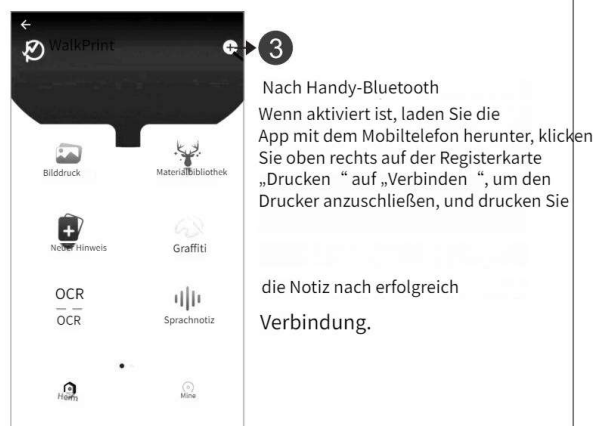 WalkPrint
3
Bilddruck
Materialbibliothek
Neuer Hinweis
Graffiti
OCR
OCR
Sprachnotiz
Heim
Mine
Nach Handy-Bluetooth
Wenn aktiviert ist, laden Sie die
App mit dem Mobiltelefon herunter, klicken
Sie oben rechts auf der Registerkarte
„Drucken “ auf „Verbinden “, um den
Drucker anzuschließen, und drucken Sie
die Notiz nach erfolgreich
Verbindung.